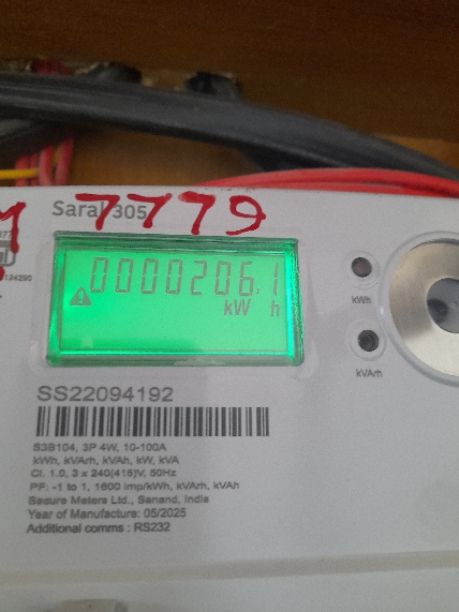 M 7779
Saral 305
124290
0000206.1
kW h
kWh
kVArh
SS22094192
S3B104, 3P 4W, 10-100A
kWh, kVArh, kVAh, kW, kVA
Cl. 1.0, 3 x 240(415)V, 50Hz
PF: -1 to 1, 1600 imp/kWh, kVArh, kVAh
Secure Meters Ltd., Sanand, India
Year of Manufacture: 05/2025
Additional comms : RS232